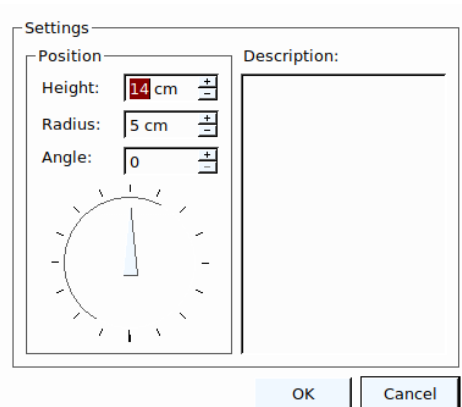 Settings
Position
Height: 14 cm
Radius: 5 cm
Angle: 0
Description:
OK
Cancel